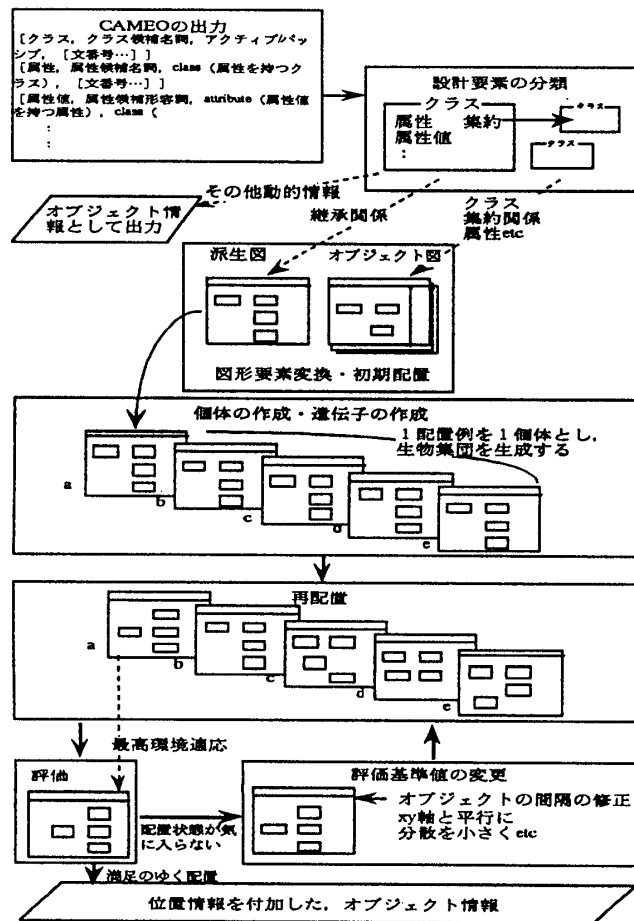 CAMEOの出力
[クラス, クラス候補名詞, アクティブ/パッ
シブ, [文番号…] ]
[属性, 属性候補名詞, class (属性を持つク
ラス), [文番号…] ]
[属性値, 属性候補形容詞, attribute (属性値
を持つ属性), class (
:
:
設計要素の分類
クラス
属性 集約
属性値
:
クラス
クラス
その他動的情報
オブジェクト情
報として出力
継承関係
クラス
集約関係
属性etc
派生図
オブジェクト図
図形要素変換・初期配置
個体の作成・遺伝子の作成
1配置例を1個体とし,
生物集団を生成する
a
b
c
d
e
再配置
a
b
c
d
e
最高環境適応
評価
配置状態が気
に入らない
評価基準値の変更
オブジェクトの間隔の修正
xy軸と平行に
分散を小さくetc
満足のゆく配置
位置情報を付加した, オブジェクト情報